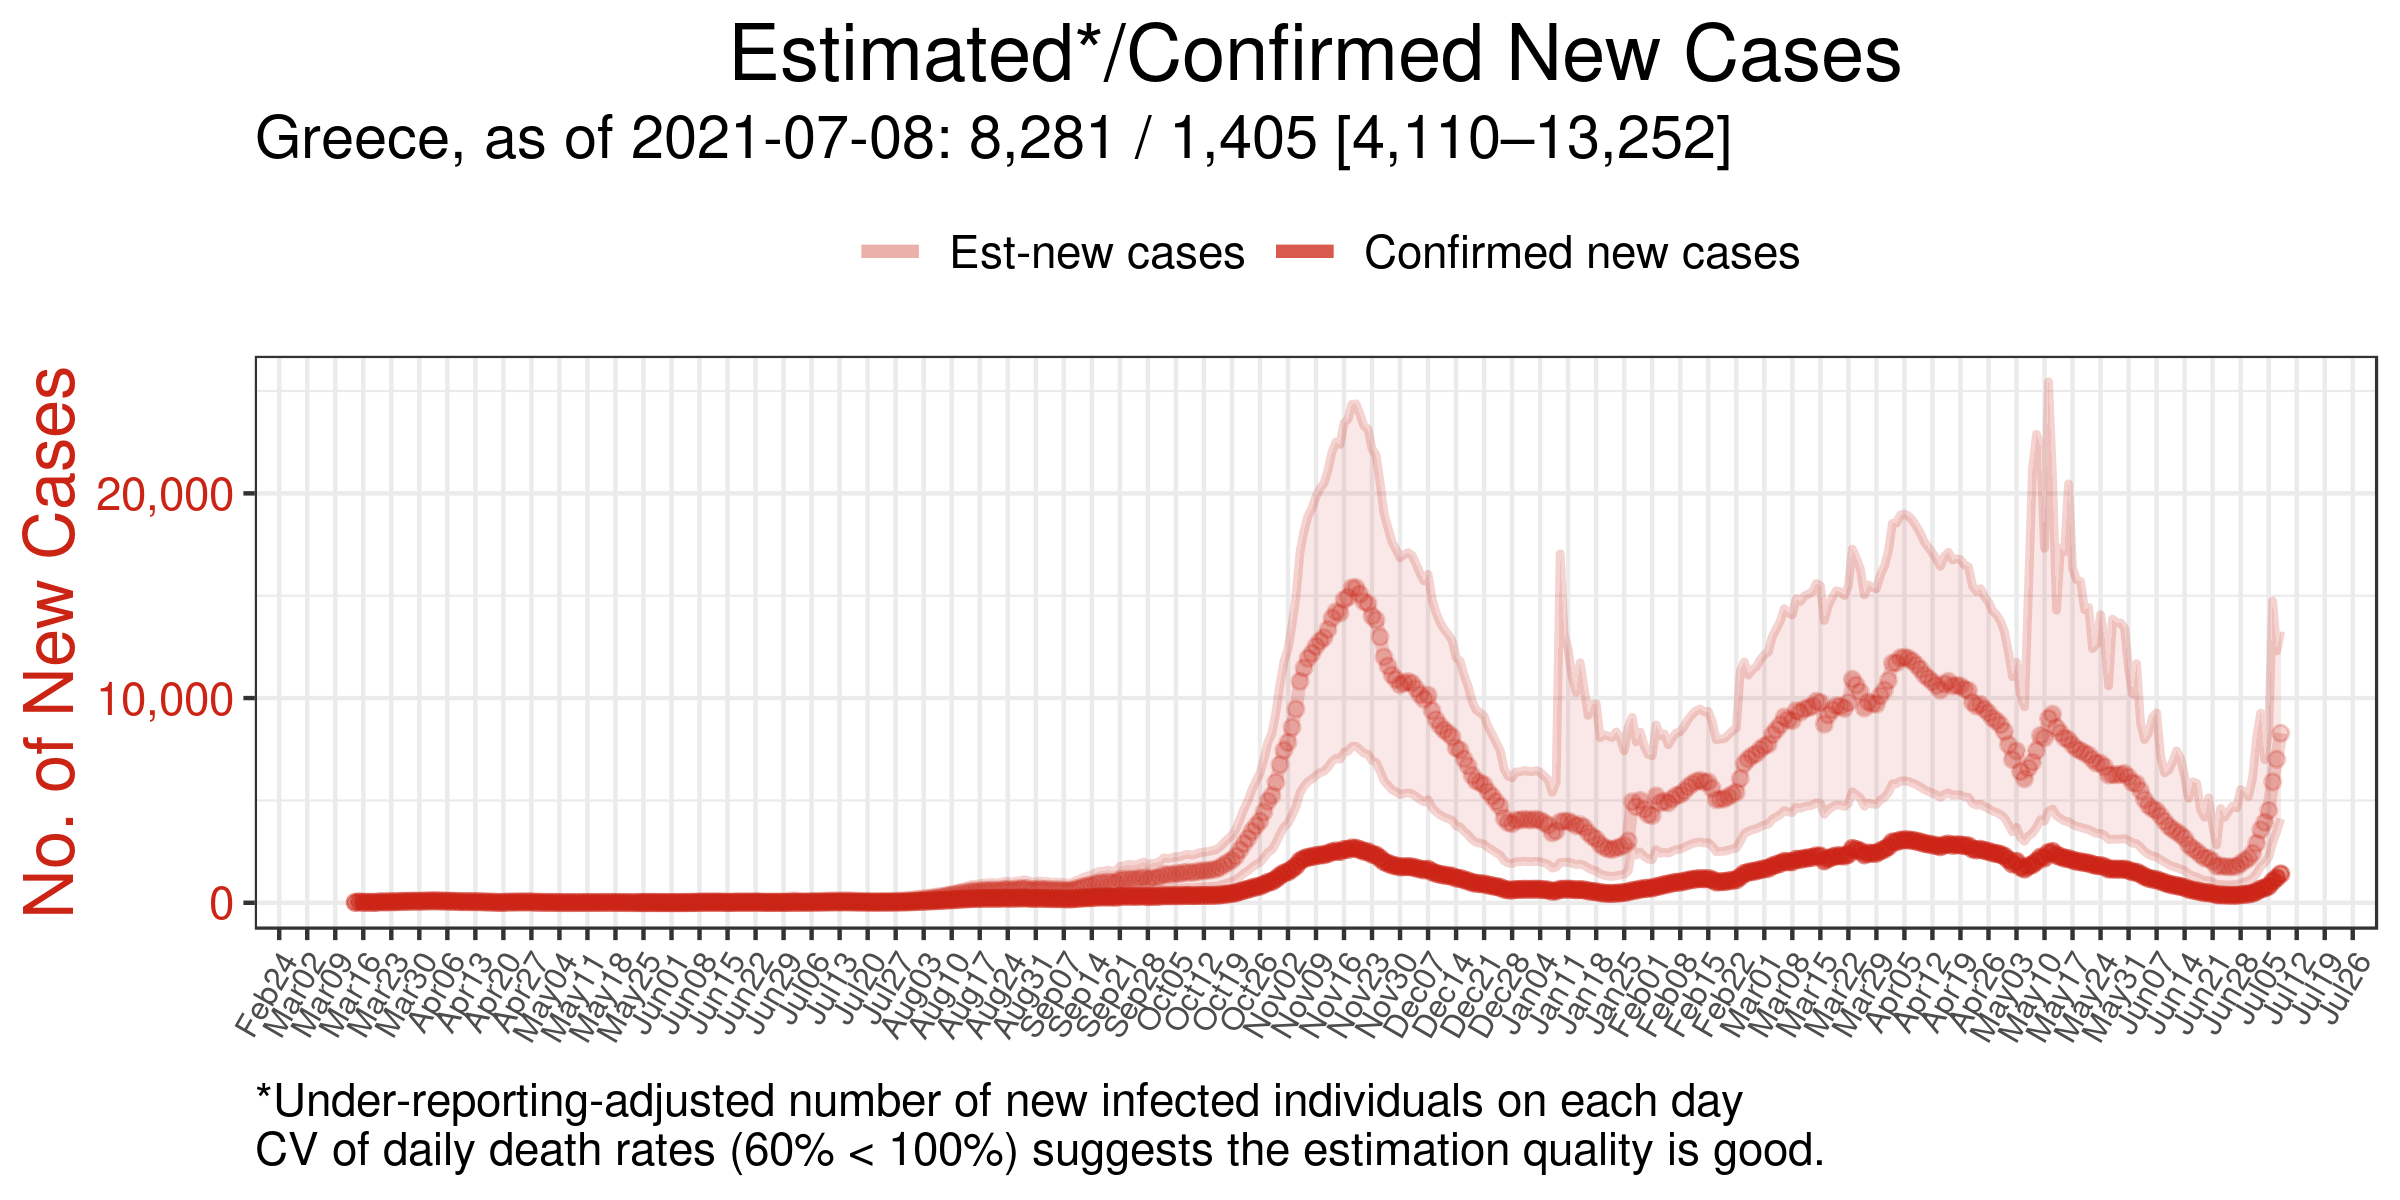 Estimated*/Confirmed New Cases
Greece, as of 2021-07-08: 8,281 / 1,405 [4,110–13,252]
Est-new cases
Confirmed new cases
No. of New Cases
20,000
10,000
0
Feb24
Mar02
Mar09
Mar16
Mar23
Mar30
Apr06
Apr13
Apr20
Apr27
May04
May11
May18
May25
Jun01
Jun08
Jun15
Jun22
Jun29
Jul06
Jul13
Jul20
Jul27
Aug03
Aug10
Aug17
Aug24
Aug31
Sep07
Sep14
Sep21
Sep28
Oct05
Oct12
Oct19
Oct26
Nov02
Nov09
Nov16
Nov23
Nov30
Dec07
Dec14
Dec21
Dec28
Jan04
Jan11
Jan18
Jan25
Feb01
Feb08
Feb15
Feb22
Mar01
Mar08
Mar15
Mar22
Mar29
Apr05
Apr12
Apr19
Apr26
May03
May10
May17
May24
May31
Jun07
Jun14
Jun21
Jun28
Jul05
Jul12
Jul19
Jul26
*Under-reporting-adjusted number of new infected individuals on each day
CV of daily death rates (60% < 100%) suggests the estimation quality is good.